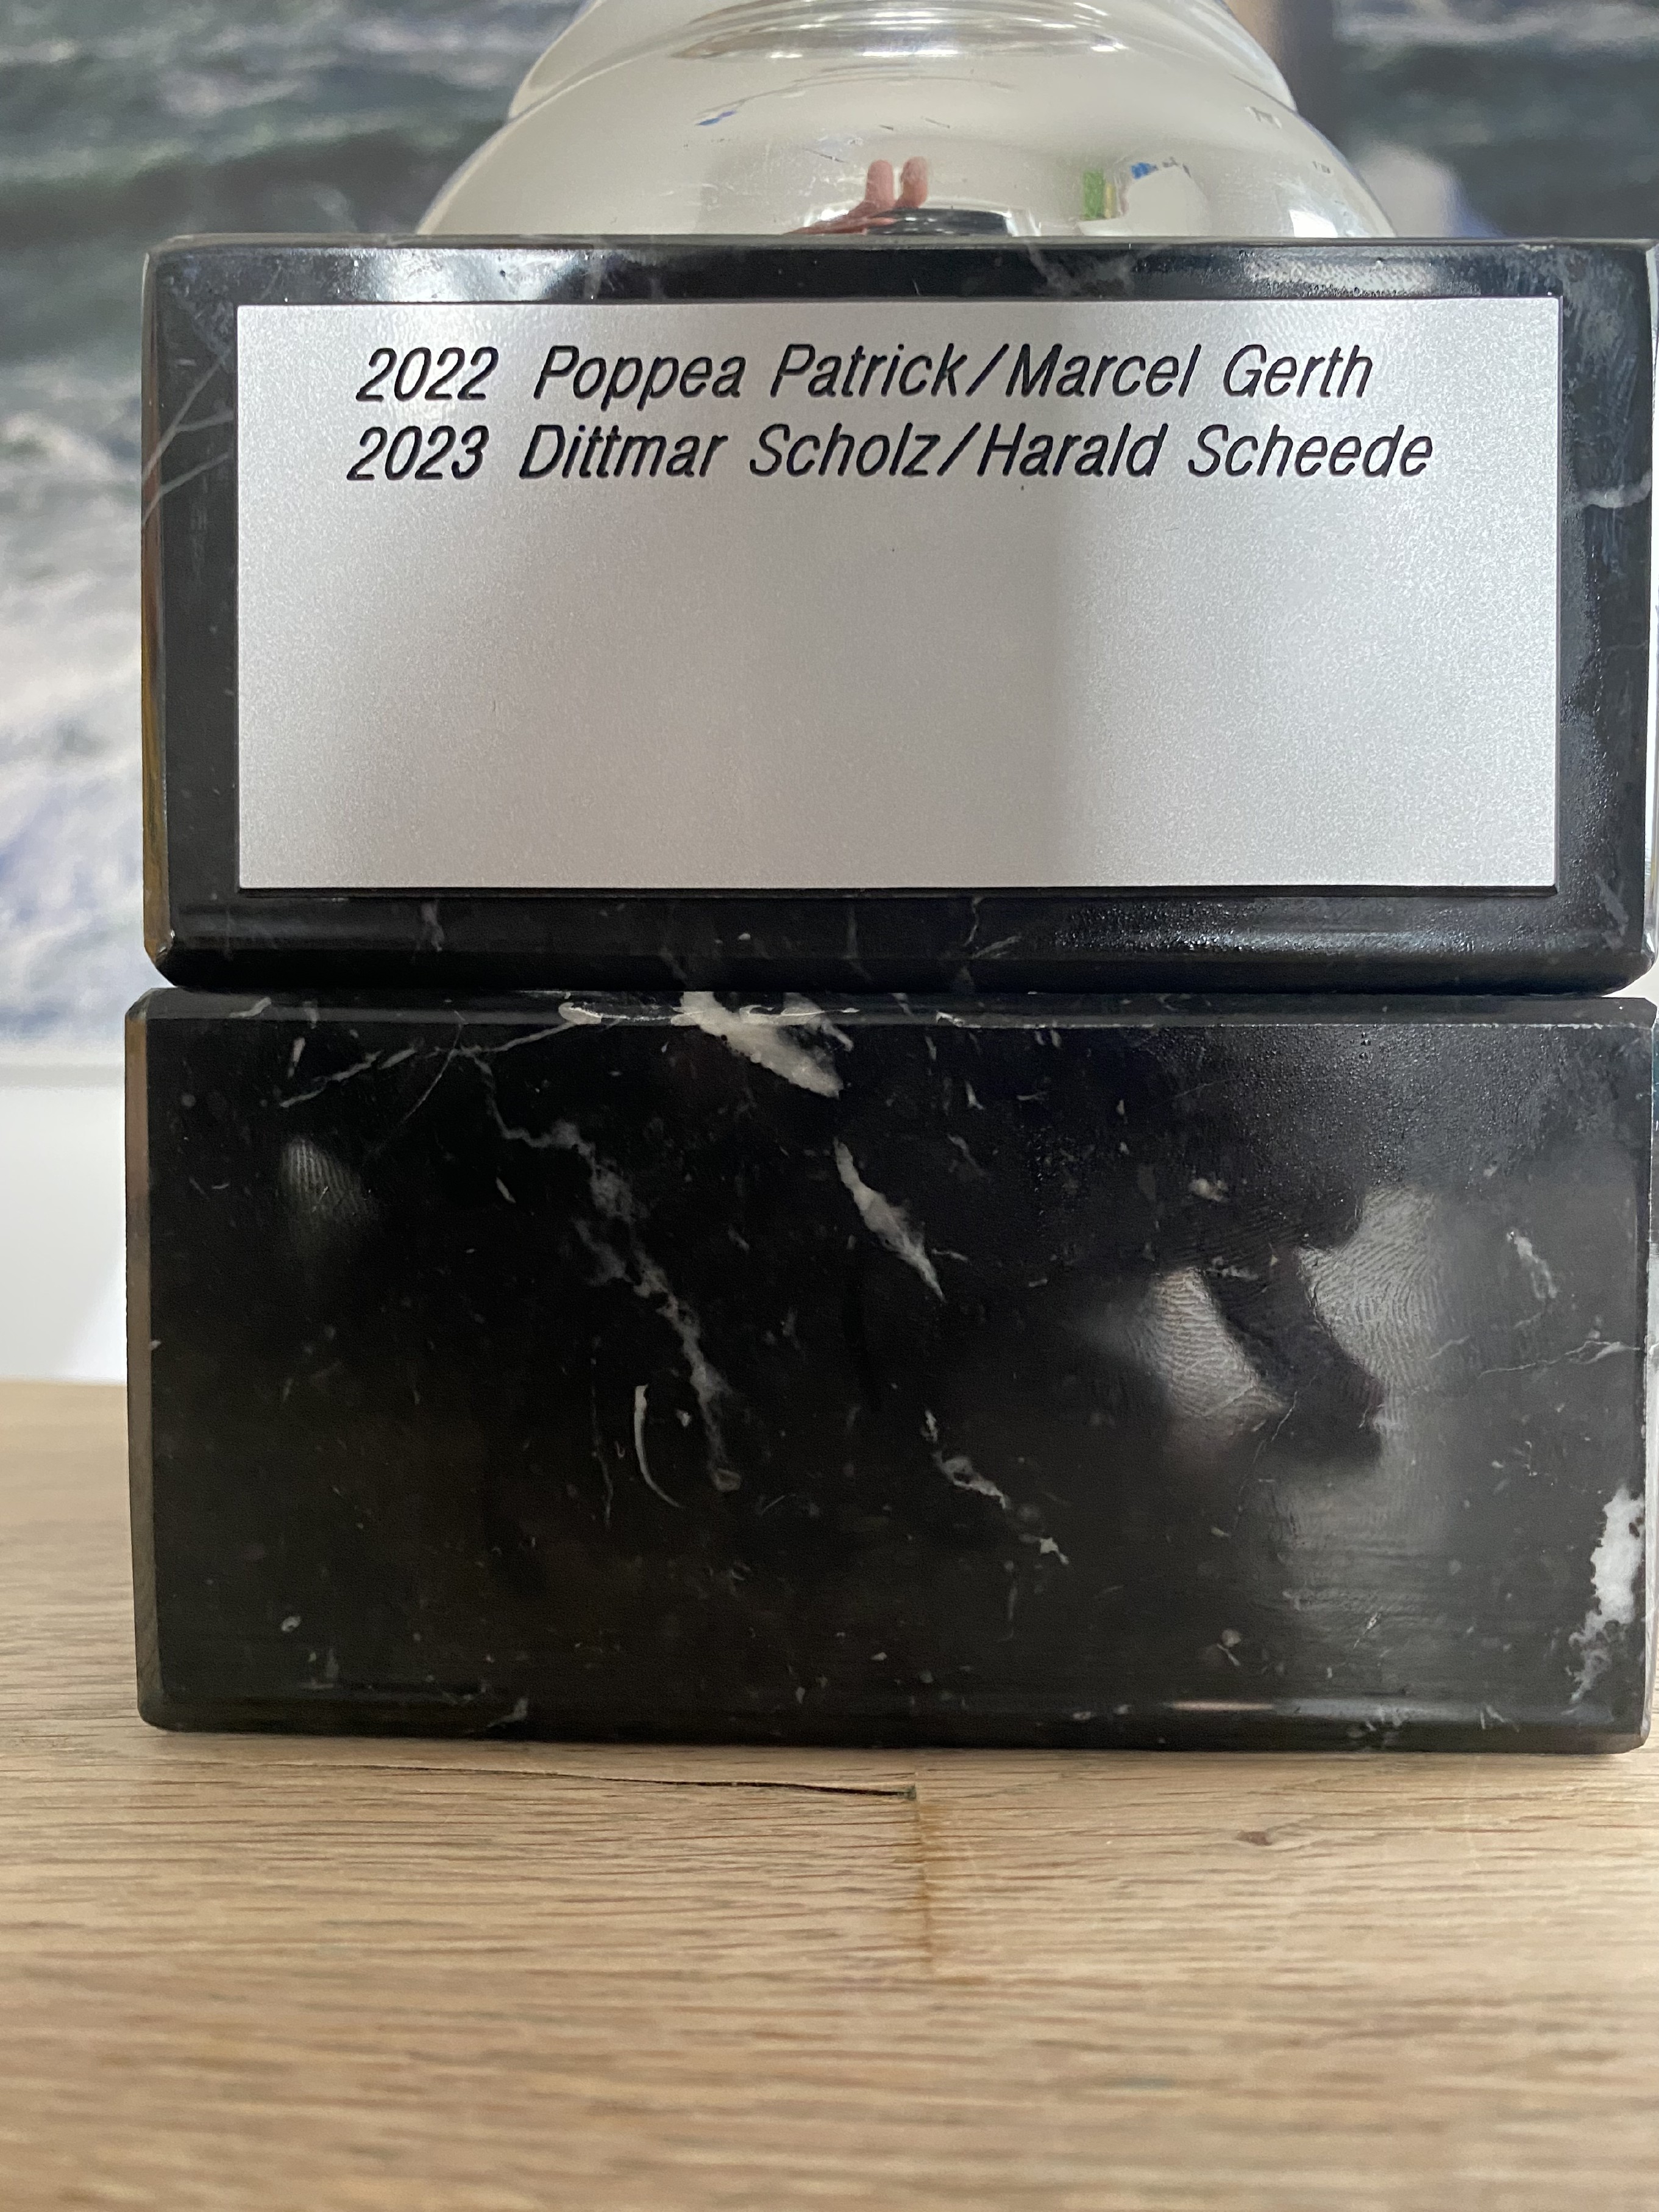 2022 Poppea Patrick/Marcel Gerth
2023 Dittmar Scholz/Harald Scheede